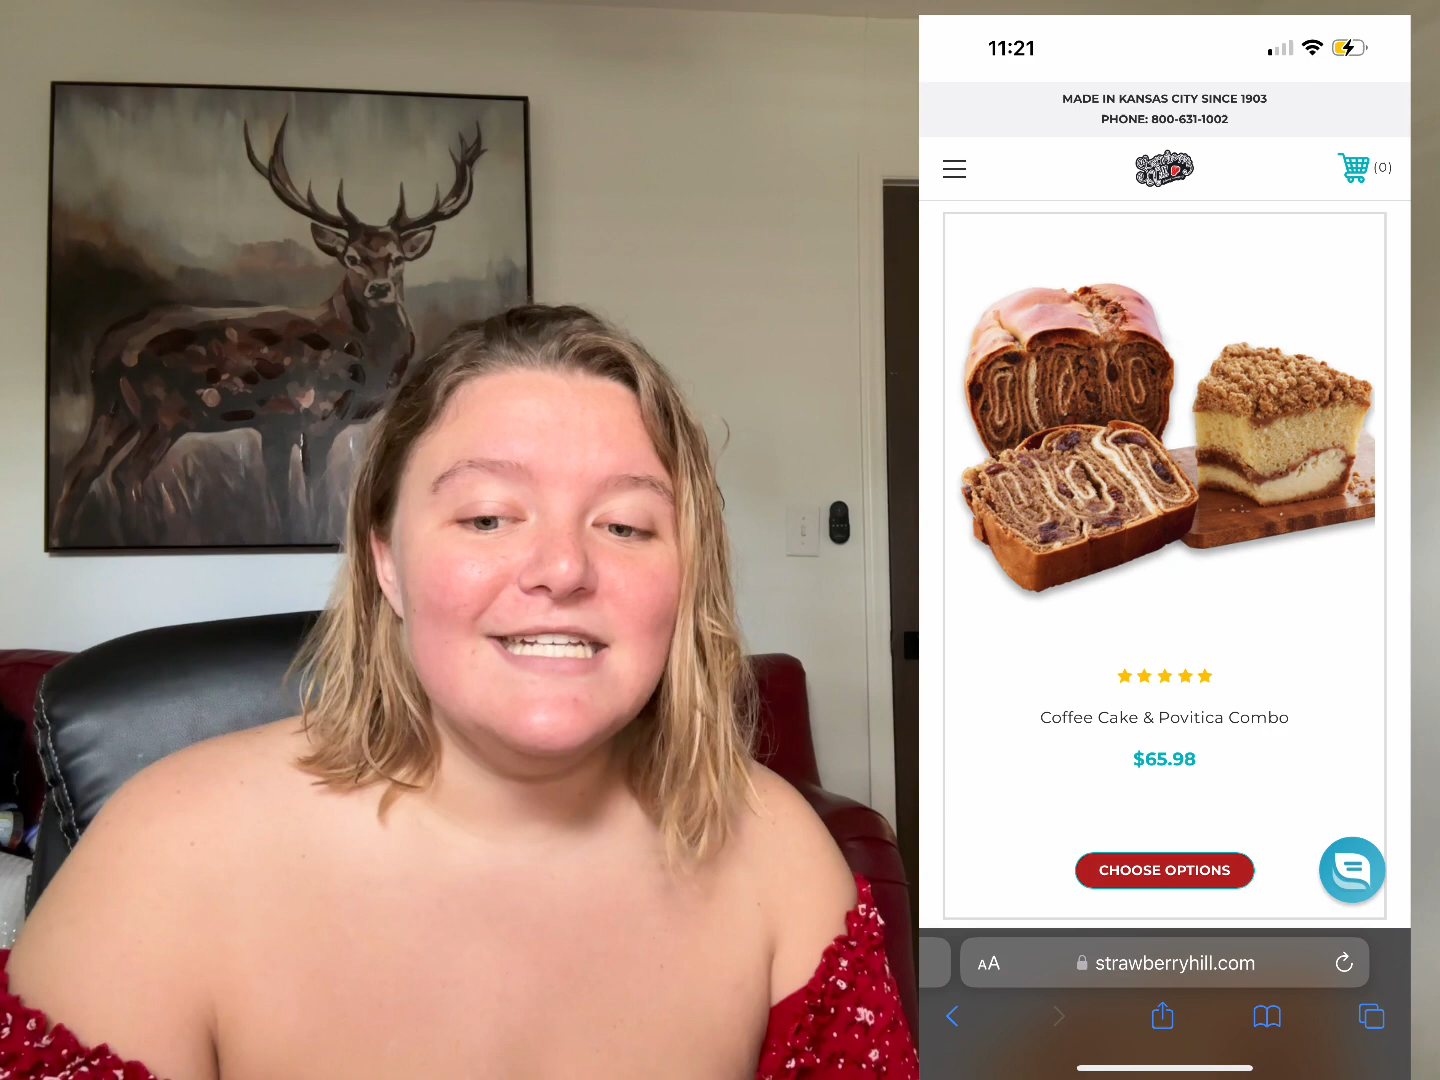 11:21
MADE IN KANSAS CITY SINCE 1903
PHONE: 800-631-1002
(0)
Coffee Cake & Povitica Combo
$65.98
CHOOSE OPTIONS
AA
strawberryhill.com